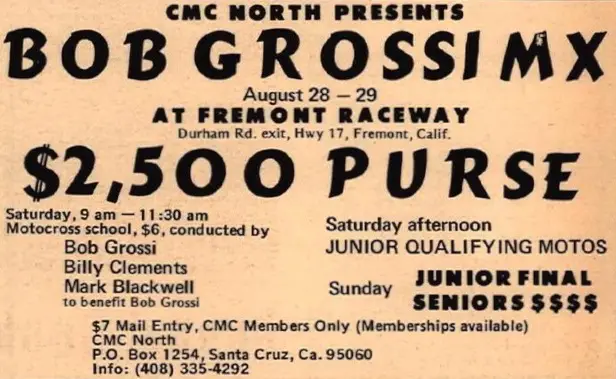 CMC NORTH PRESENTS
BOB GROSSI MX
August 28 – 29
AT FREMONT RACEWAY
Durham Rd. exit, Hwy 17, Fremont, Calif.
$2,500 PURSE
Saturday, 9 am – 11:30 am
Motocross school, $6, conducted by
Bob Grossi
Billy Clements
Mark Blackwell
to benefit Bob Grossi
Saturday afternoon
JUNIOR QUALIFYING MOTOS
Sunday JUNIOR FINAL
SENIORS $$$$
$7 Mail Entry, CMC Members Only (Memberships available)
CMC North
P.O. Box 1254, Santa Cruz, Ca. 95060
Info: (408) 335-4292